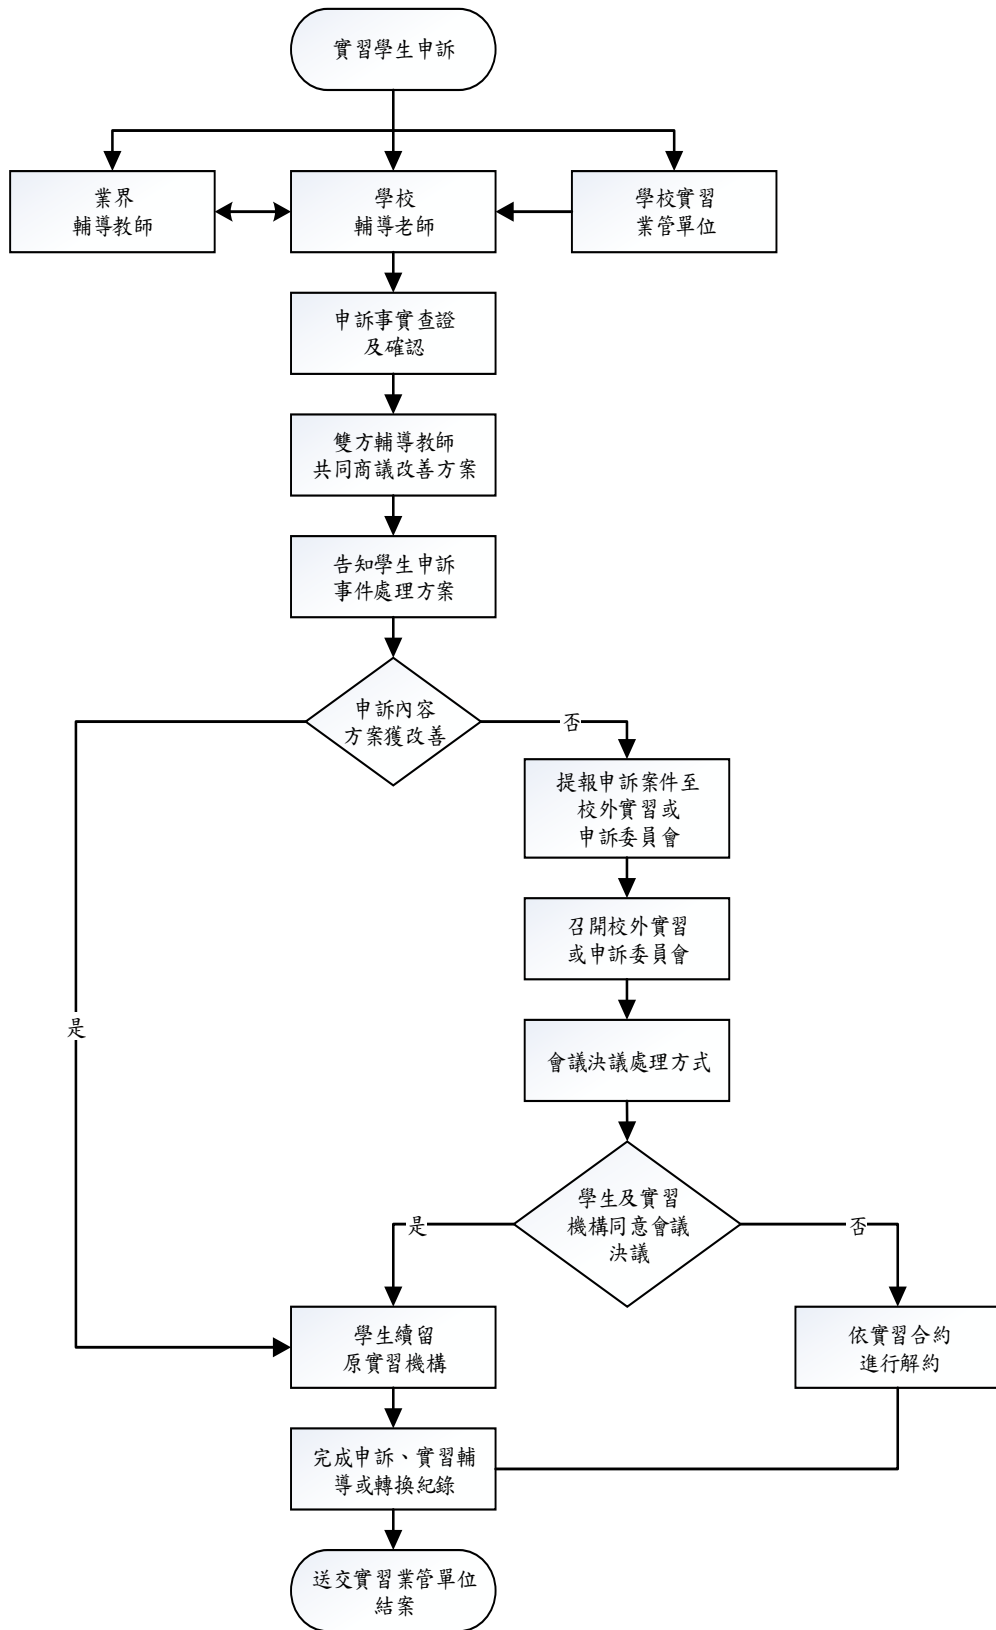 實習學生申訴
業界
輔導教師
學校
輔導老師
學校實習
業管單位
申訴事實查證
及確認
雙方輔導教師
共同商議改善方案
告知學生申訴
事件處理方案
申訴內容
方案獲改善
否
提報申訴案件至
校外實習或
申訴委員會
召開校外實習
或申訴委員會
是
會議決議處理方式
學生及實習
機構同意會議
決議
是
否
學生續留
原實習機構
依實習合約
進行解約
完成申訴、實習輔
導或轉換紀錄
送交實習業管單位
結案